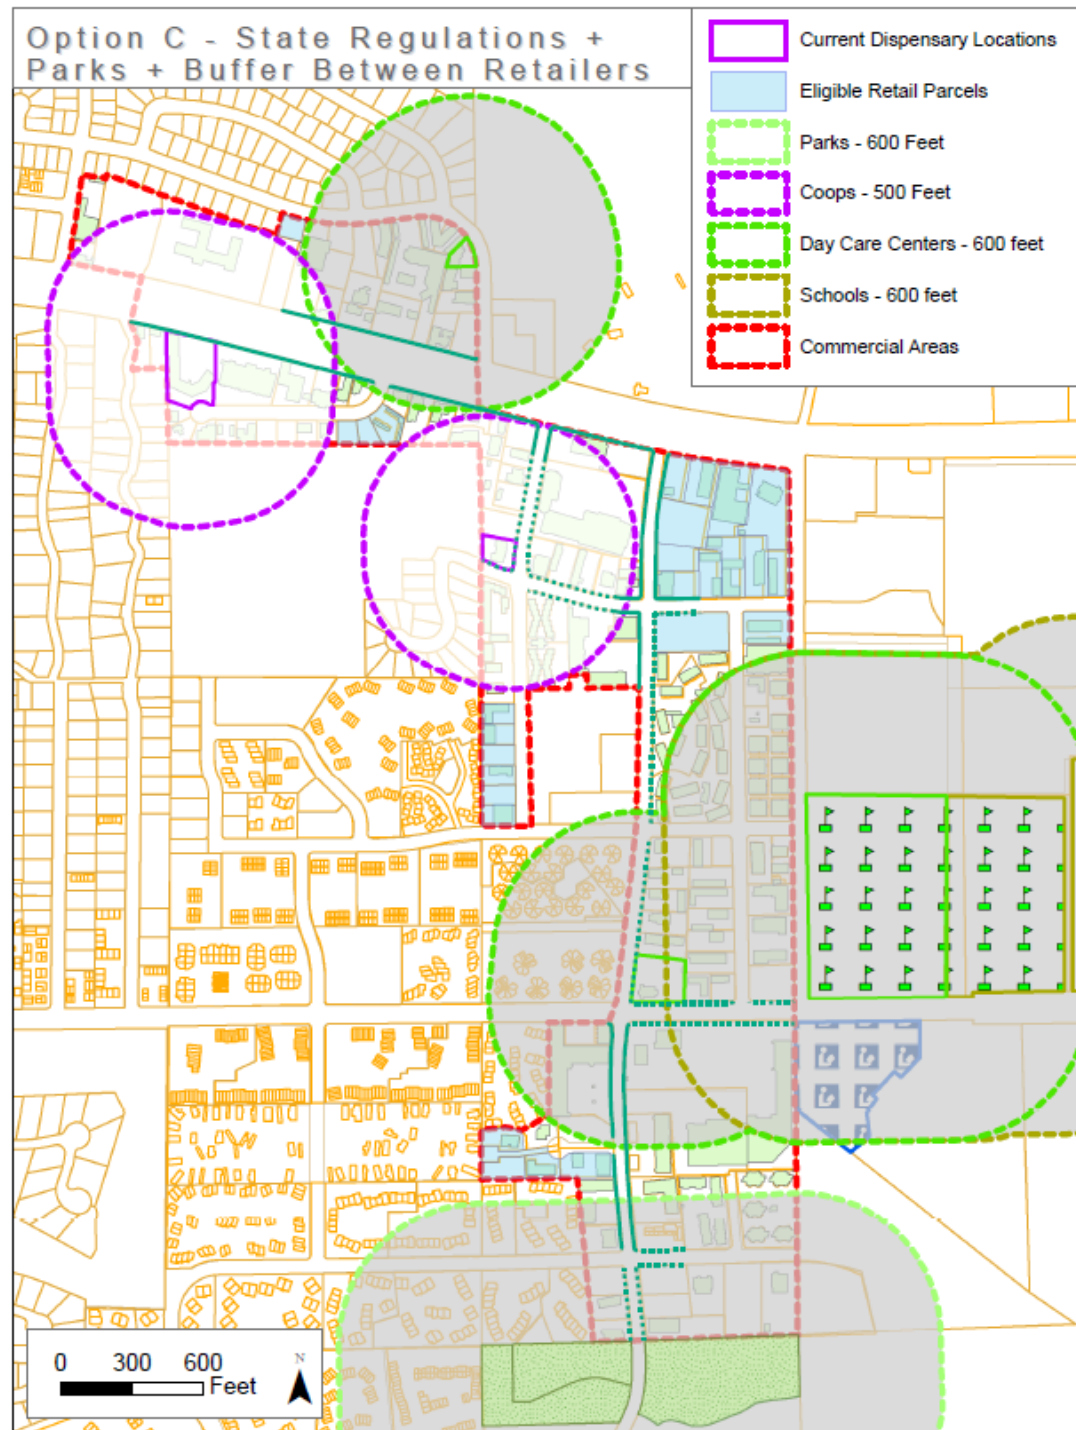 Option C - State Regulations +
Parks + Buffer Between Retailers
Current Dispensary Locations
Eligible Retail Parcels
Parks - 600 Feet
Coops - 500 Feet
Day Care Centers - 600 feet
Schools - 600 feet
Commercial Areas
0 300 600
Feet
N